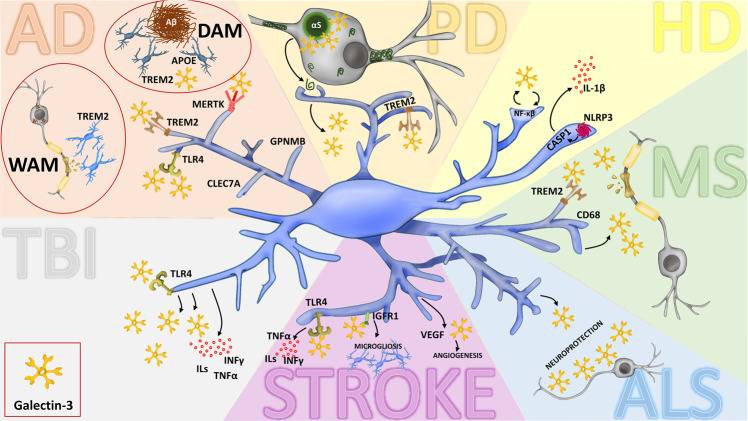 AD
Aβ
DAM
APOE
TREM2
TREM2
WAM
MERTK
TREM2
TLR4
GPNMB
CLEC7A
αS
PD
TREM2
HD
NF-κβ
IL-1β
NLRP3
CASP1
MS
TREM2
CD68
TBI
TLR4
ILs
INFγ
TNFα
TLR4
TNFα
ILs
INFγ
IGFR1
MICROGLIOSIS
VEGF
ANGIOGENESIS
STROKE
NEUROPROTECTION
ALS
Galectin-3